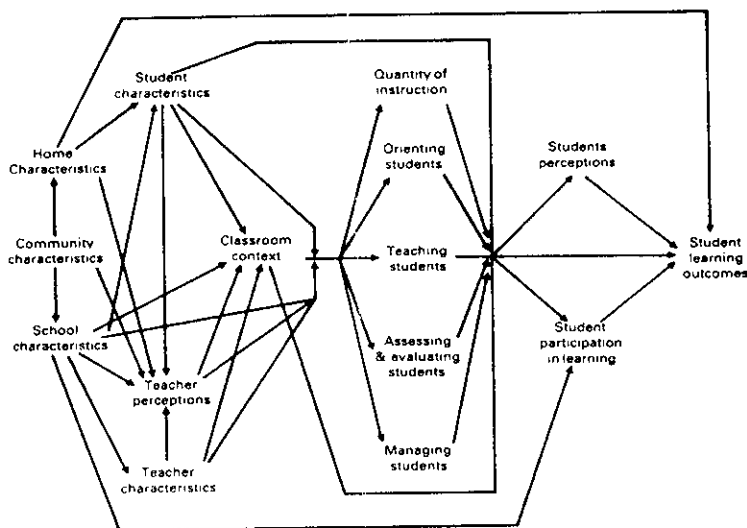 Student
characteristics
Quantity of
instruction
Home
Characteristics
Orienting
students
Students
perceptions
Community
characteristics
Classroom
context
Teaching
students
Student
learning
outcomes
School
characteristics
Assessing
& evaluating
students
Student
participation
in learning
Teacher
perceptions
Managing
students
Teacher
characteristics